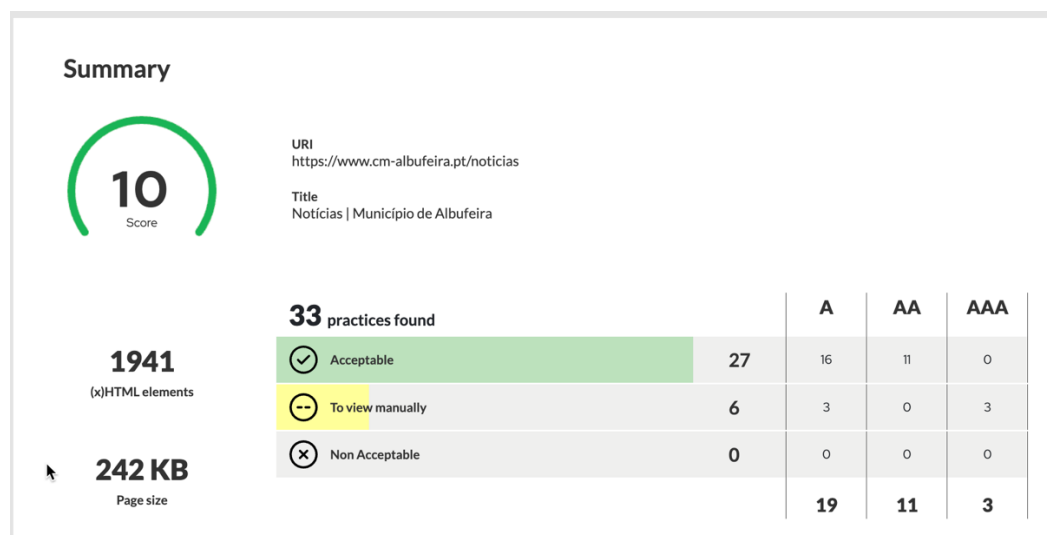 Summary
10
Score
URI
https://www.cm-albufeira.pt/noticias
Title
Notícias | Município de Albufeira
1941
(x)HTML elements
242 KB
Page size
33 practices found
A AA AAA
Acceptable 27 16 11 0
To view manually 6 3 0 3
Non Acceptable 0 0 0 0
19 11 3